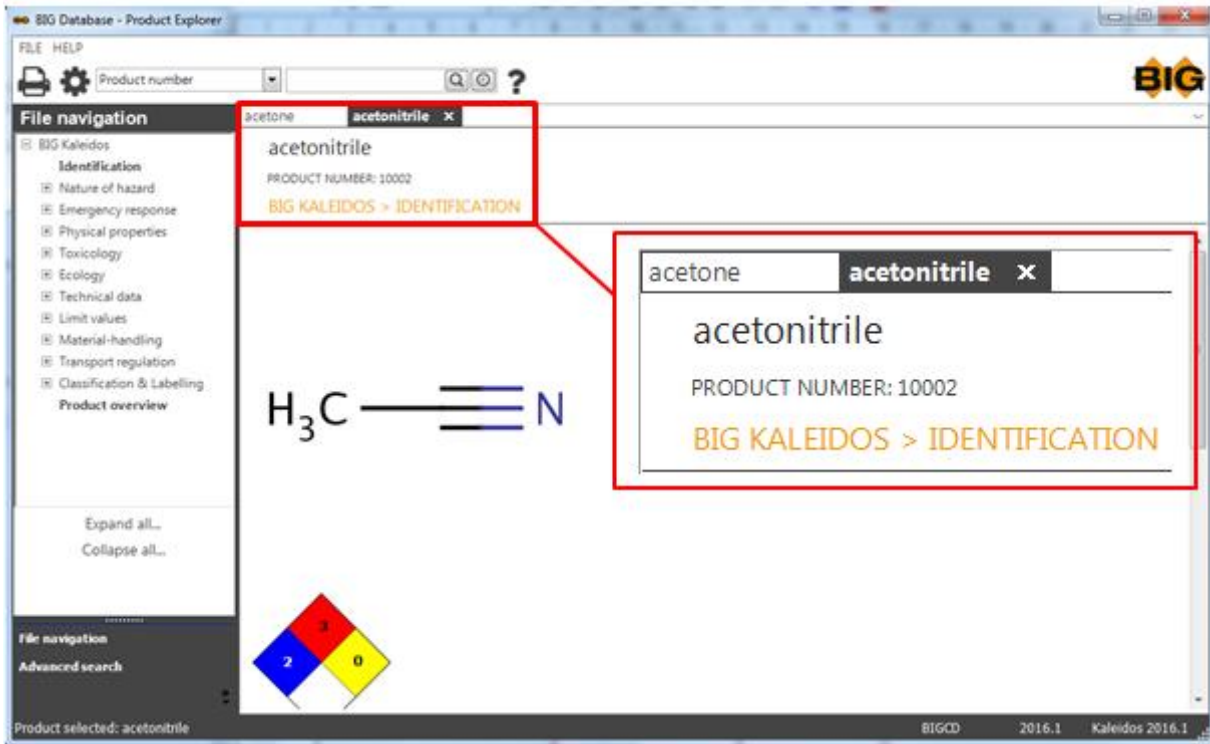 BIG Database - Product Explorer
FILE HELP
Product number
?
BIG
File navigation
acetone acetonitrile ×
BIG Kaleidos
Identification
Nature of hazard
Emergency response
Physical properties
Toxicology
Ecology
Technical data
Limit values
Material-handling
Transport regulation
Classification & Labelling
Product overview
Expand all...
Collapse all...
File navigation
Advanced search
acetonitrile
PRODUCT NUMBER: 10002
BIG KALEIDOS > IDENTIFICATION
acetone acetonitrile ×
acetonitrile
PRODUCT NUMBER: 10002
BIG KALEIDOS > IDENTIFICATION
H₃C N
3
2 0
Product selected: acetonitrile BIGCD 2016.1 Kaleidos 2016.1